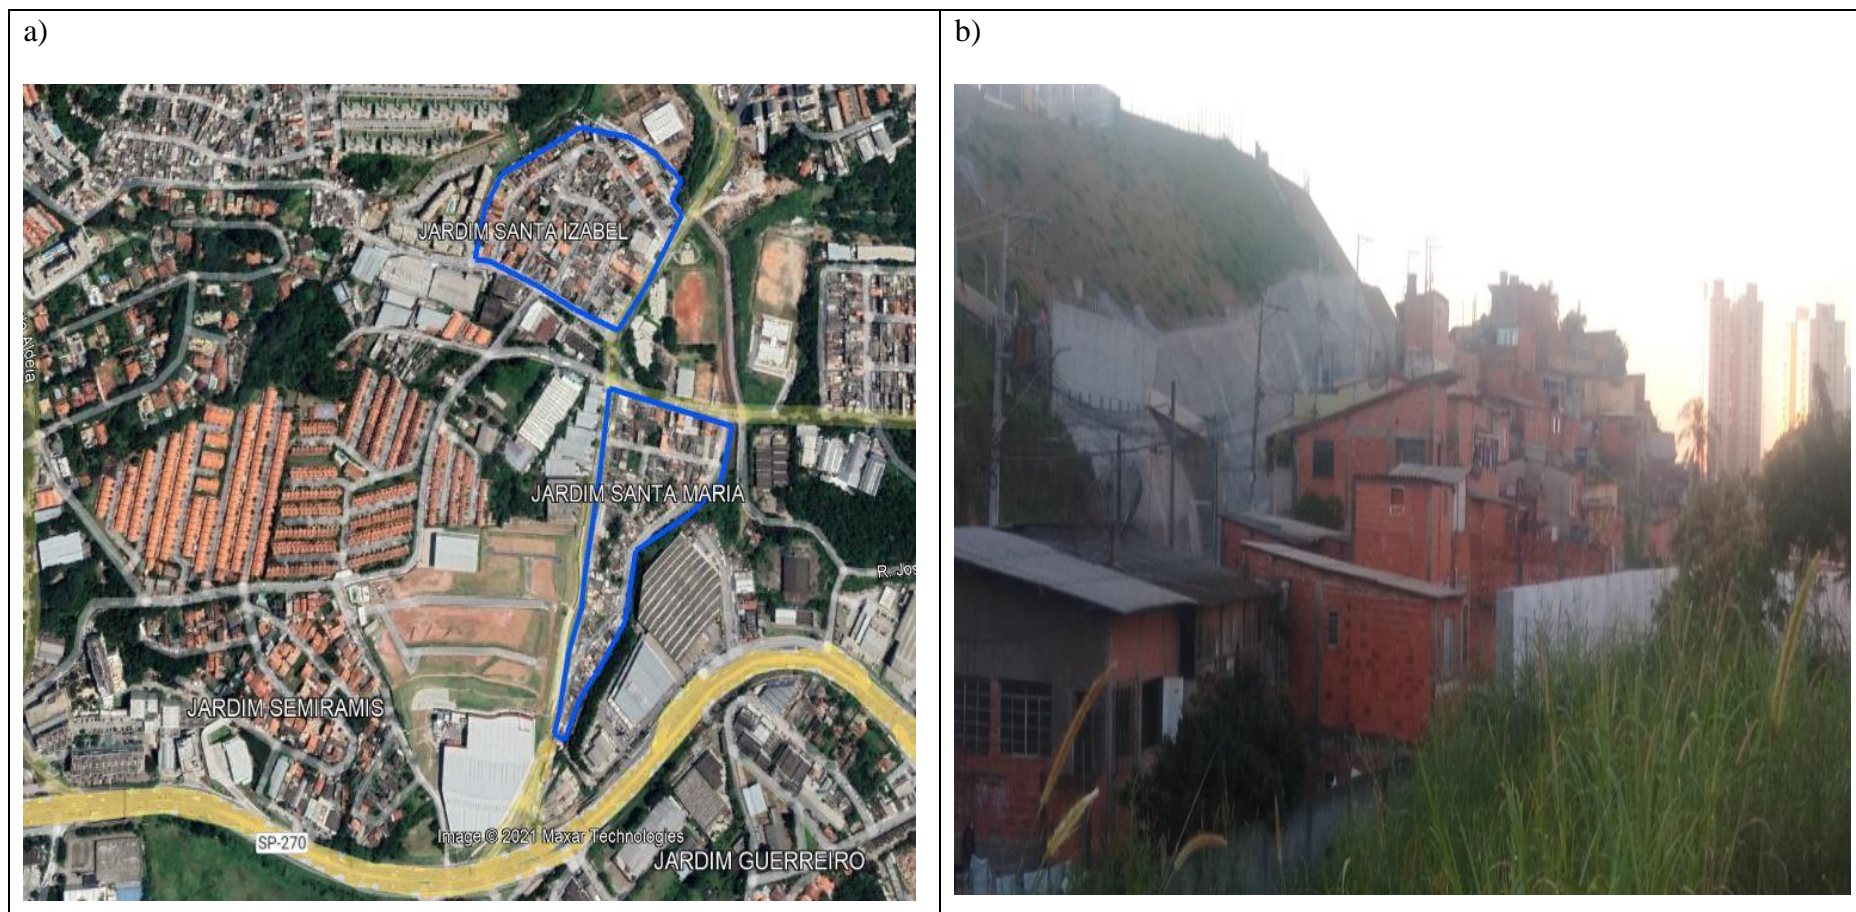 a)
b)
JARDIM SANTA IZABEL
JARDIM SANTA MARIA
R. Jos
JARDIM SEMIRAMIS
Image © 2021 Maxar Technologies
SP-270
JARDIM GUERREIRO